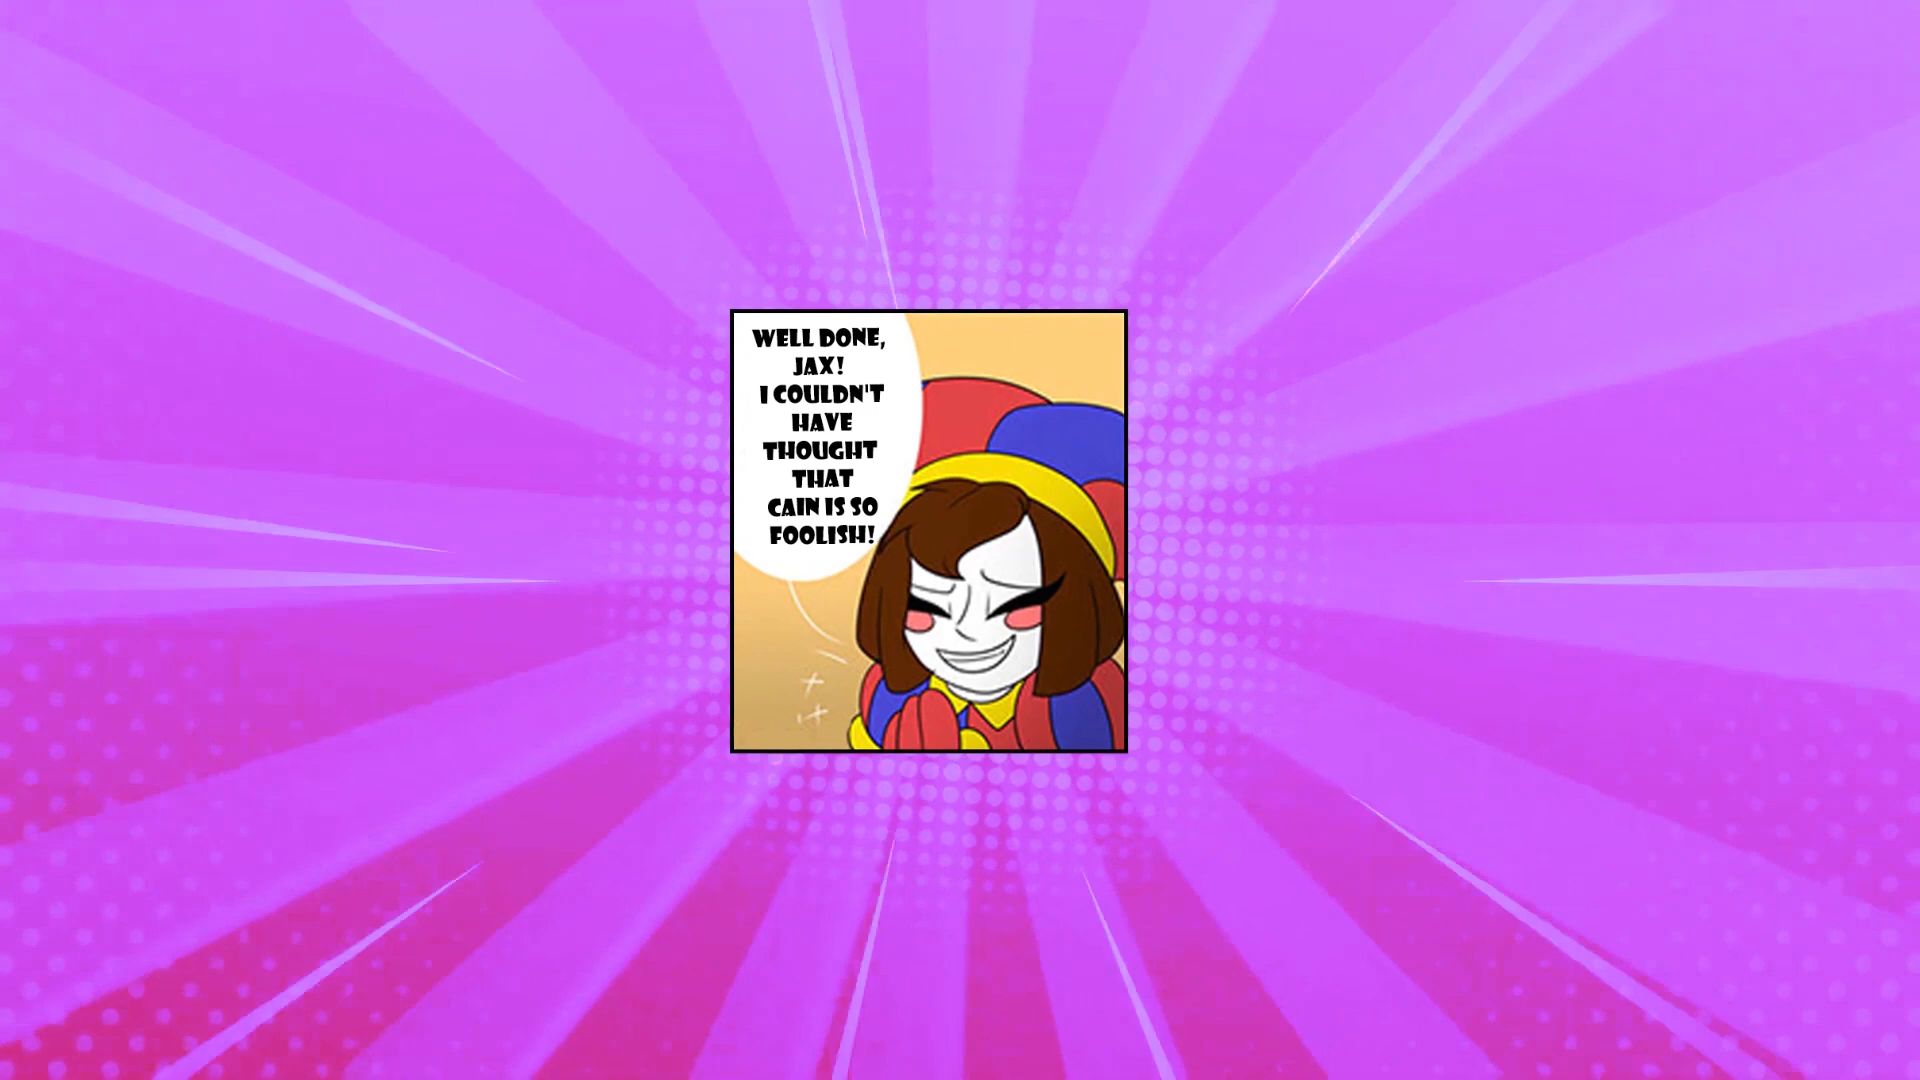 WELL DONE,
JAX!
I COULDN'T
HAVE
THOUGHT
THAT
CAIN IS SO
FOOLISH!